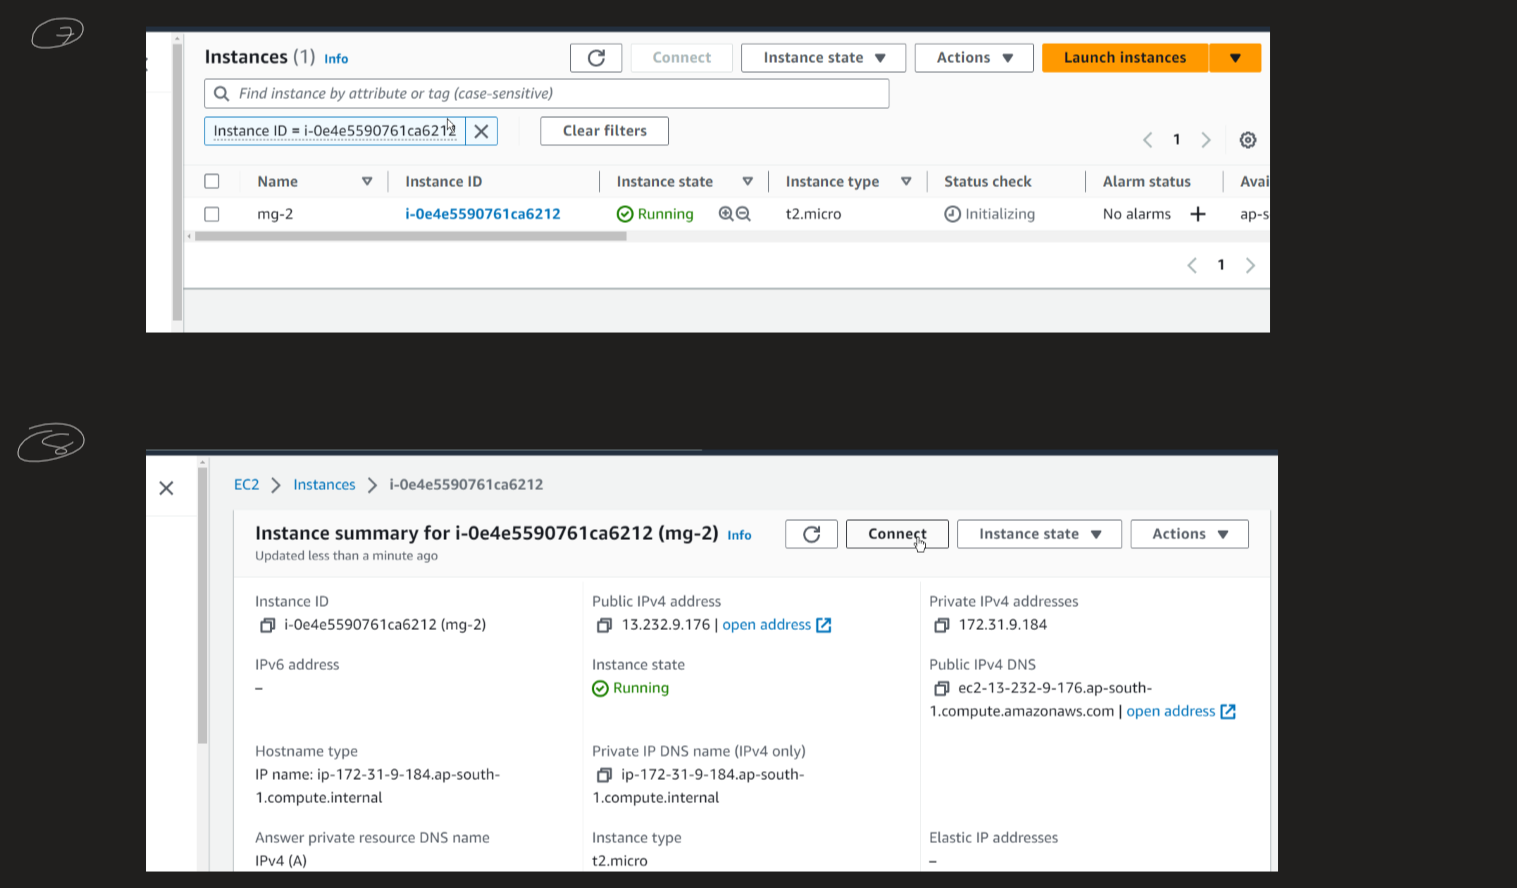 7
Instances (1) Info
Connect Instance state Actions Launch instances
Find instance by attribute or tag (case-sensitive)
Instance ID = i-0e4e5590761ca6212 Clear filters
1
Name Instance ID Instance state Instance type Status check Alarm status Avai
mg-2 i-0e4e5590761ca6212 Running t2.micro Initializing No alarms ap-s
1
8
EC2 Instances i-0e4e5590761ca6212
Instance summary for i-0e4e5590761ca6212 (mg-2) Info Connect Instance state Actions
Updated less than a minute ago
Instance ID
i-0e4e5590761ca6212 (mg-2)
Public IPv4 address
13.232.9.176 | open address
Private IPv4 addresses
172.31.9.184
IPv6 address
–
Instance state
Running
Public IPv4 DNS
ec2-13-232-9-176.ap-south-
1.compute.amazonaws.com | open address
Hostname type
IP name: ip-172-31-9-184.ap-south-
1.compute.internal
Private IP DNS name (IPv4 only)
ip-172-31-9-184.ap-south-
1.compute.internal
Answer private resource DNS name
IPv4 (A)
Instance type
t2.micro
Elastic IP addresses
–